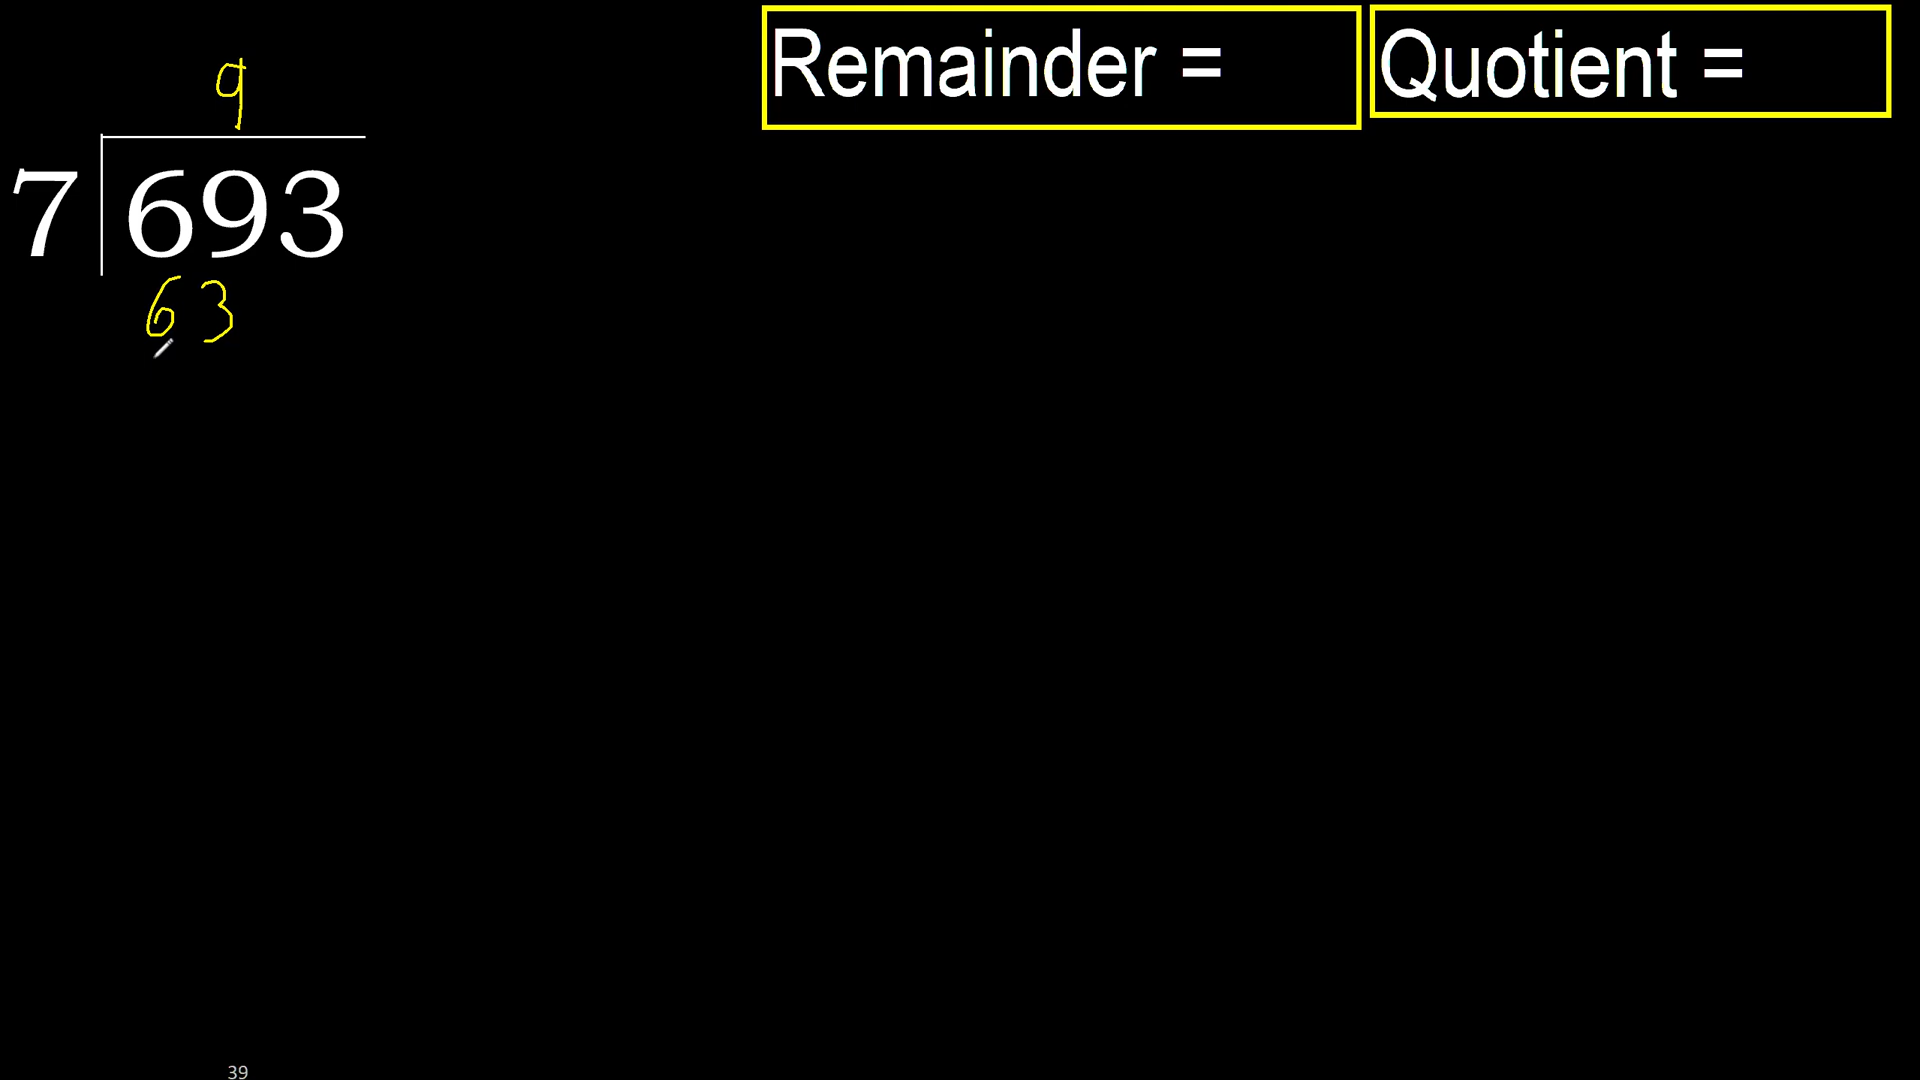 Remainder =
Quotient =
9
7 693
63
39